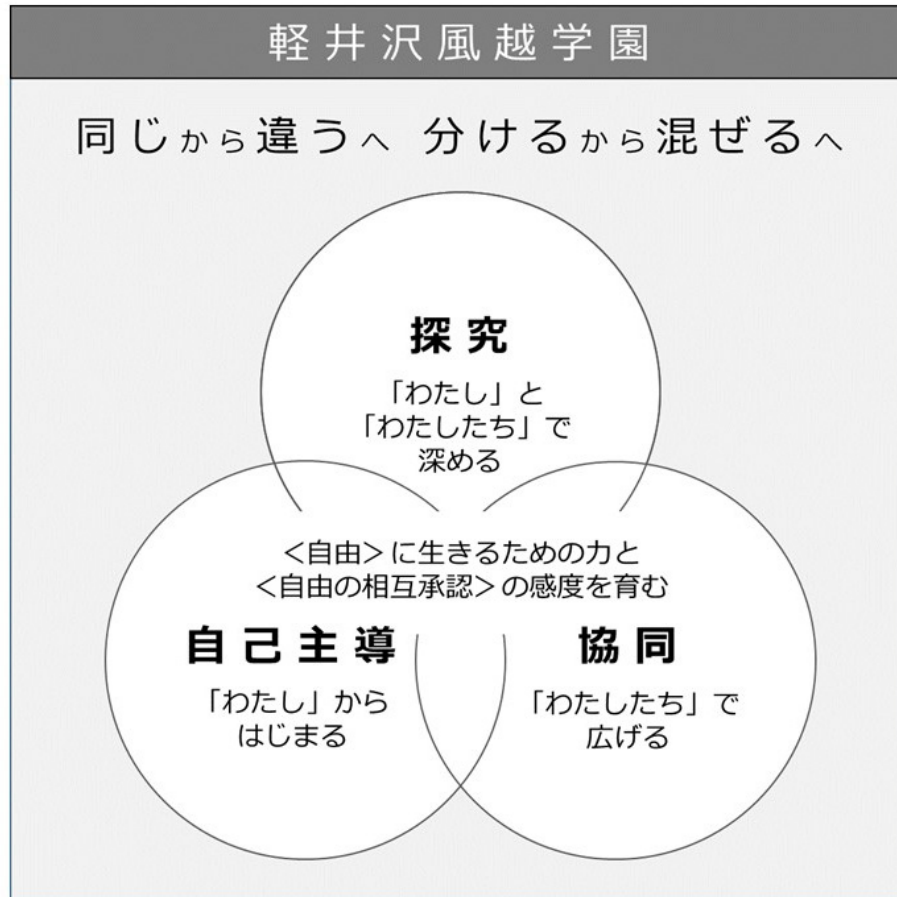 軽井沢風越学園
同じから違うへ 分けるから混ぜるへ
探究
「わたし」と
「わたしたち」で
深める
＜自由＞に生きるための力と
＜自由の相互承認＞の感度を育む
自己主導
「わたし」から
はじまる
協同
「わたしたち」で
広げる